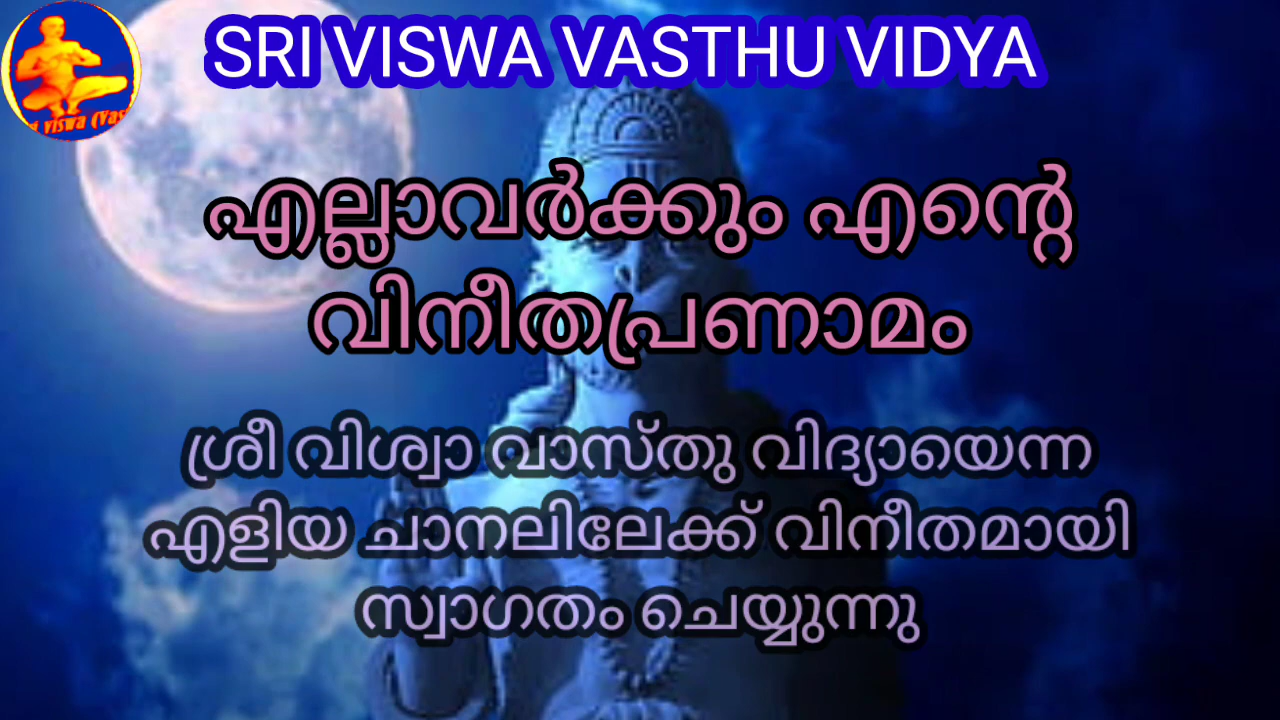 SRI VISWA VASTHU VIDYA
എല്ലാവർക്കും എന്റെ
വിനീതപ്രണാമം
ശ്രീ വിശ്വാ വാസ്തു വിദ്യായെന്ന
എളിയ ചാനലിലേക്ക് വിനീതമായി
സ്വാഗതം ചെയ്യുന്നു